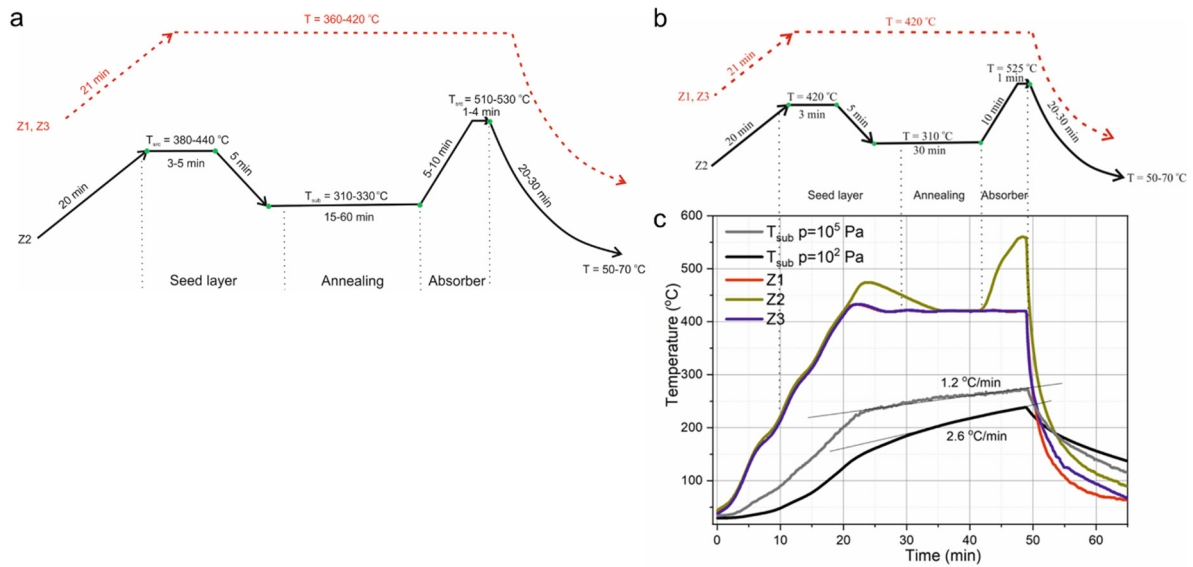 a
T = 360-420 °C
21 min
Z1, Z3
T_src = 380-440 °C
3-5 min
20 min
5 min
T_sub = 310-330°C
15-60 min
5-10 min
T_src = 510-530 °C
1-4 min
20-30 min
Z2
T = 50-70 °C
Seed layer
Annealing
Absorber
b
T = 420 °C
21 min
Z1, Z3
T = 420 °C
3 min
20 min
5 min
T = 310 °C
30 min
10 min
T = 525 °C
1 min
20-30 min
Z2
T = 50-70 °C
Seed layer
Annealing
Absorber
c
T_sub p=10⁵ Pa
T_sub p=10² Pa
Z1
Z2
Z3
1.2 °C/min
2.6 °C/min
600
500
400
300
200
100
Temperature (°C)
0
10
20
30
40
50
60
Time (min)